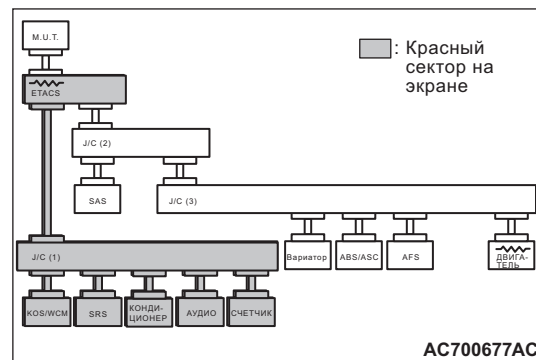 M.U.T.
: Красный
сектор на
экране
ETACS
J/C (2)
SAS
J/C (3)
J/C (1)
Вариатор
ABS/ASC
AFS
ДВИГА-
ТЕЛЬ
KOS/WCM
SRS
КОНДИ-
ЦИОНЕР
АУДИО
СЧЕТЧИК
AC700677AC